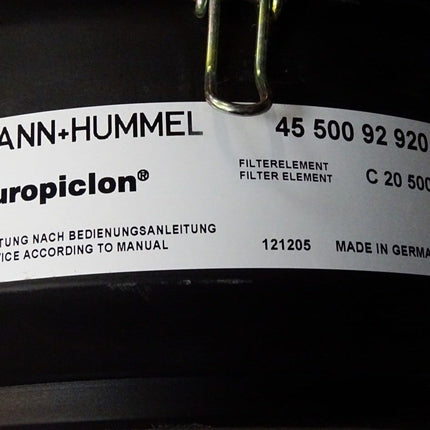 ANN+HUMMEL 45 500 92 920
uropiclon® FILTERELEMENT
FILTER ELEMENT C 20 500
TUNG NACH BEDIENUNGSANLEITUNG
ICE ACCORDING TO MANUAL 121205 MADE IN GERMA